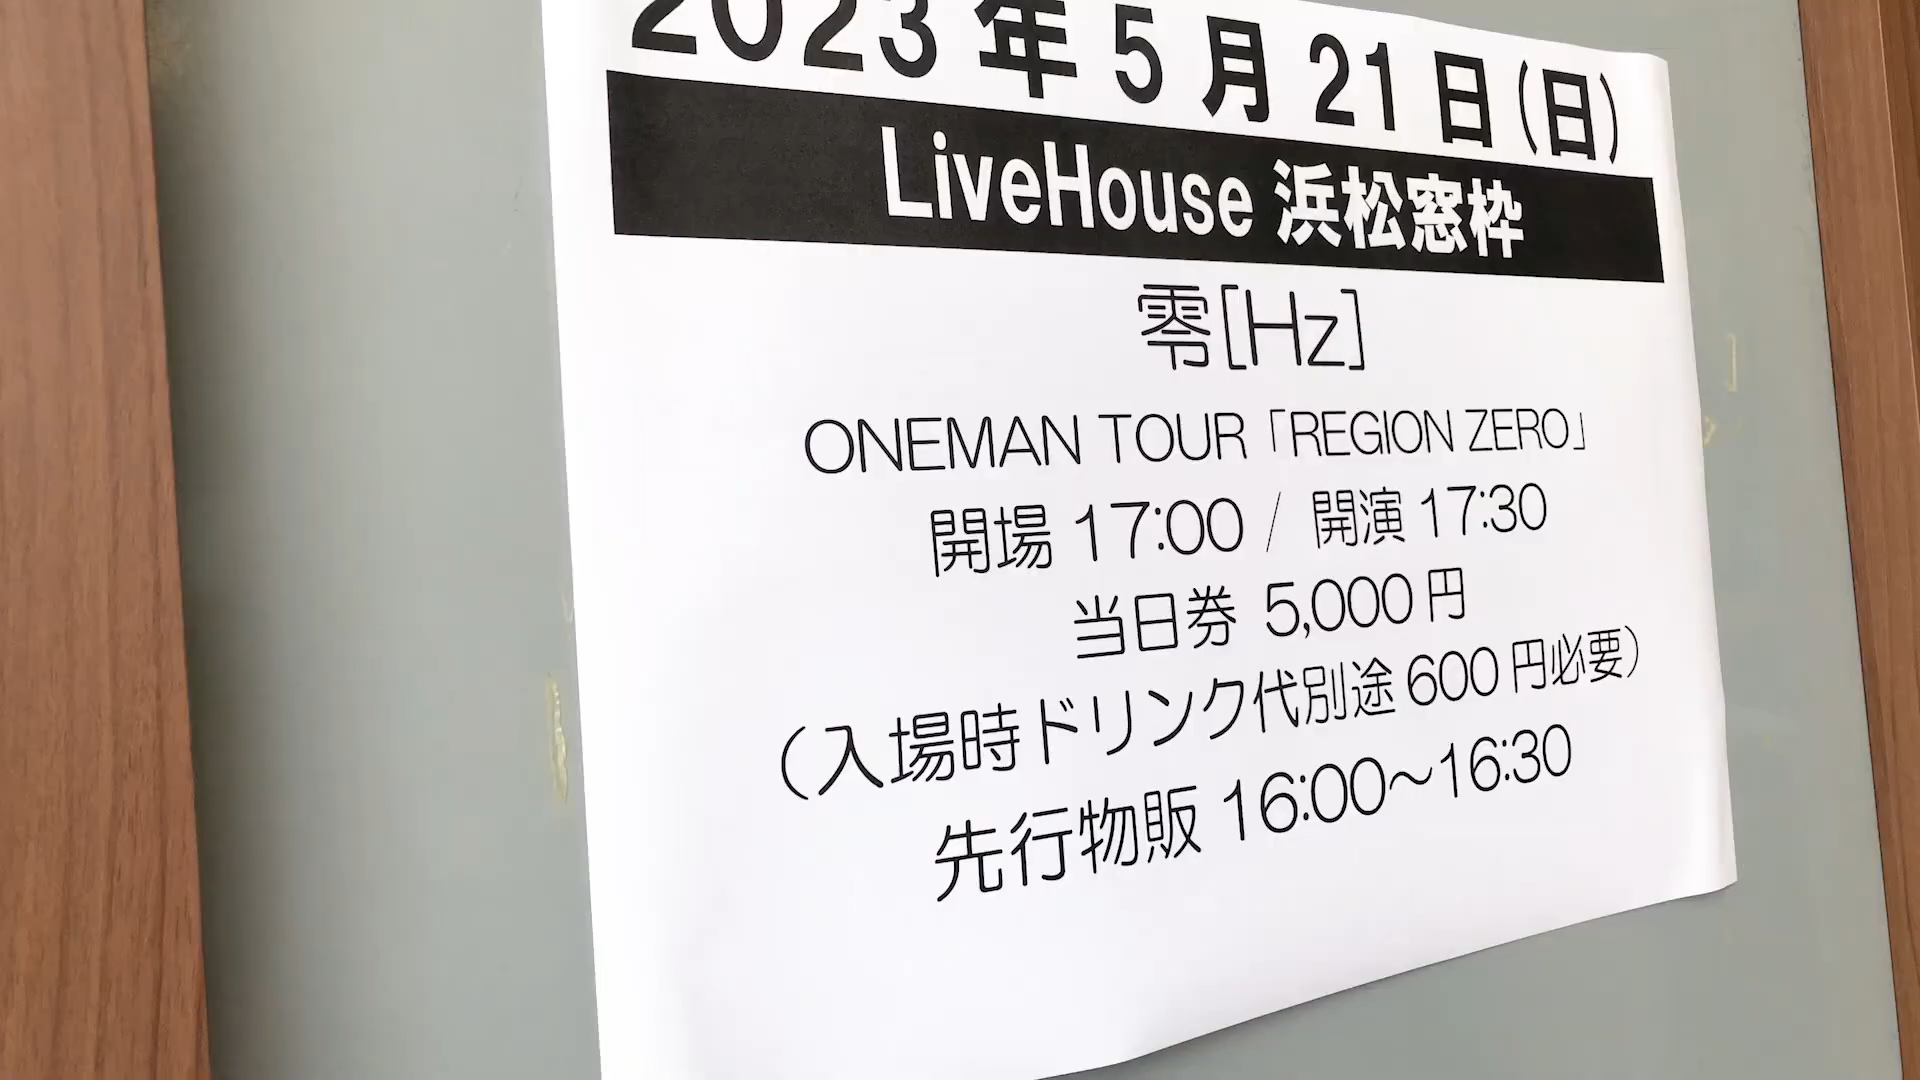 2023年5月21日(日)
LiveHouse 浜松窓枠
零[Hz]
ONEMAN TOUR「REGION ZERO」
開場 17:00 / 開演 17:30
当日券 5,000円
(入場時ドリンク代別途600円必要)
先行物販 16:00～16:30